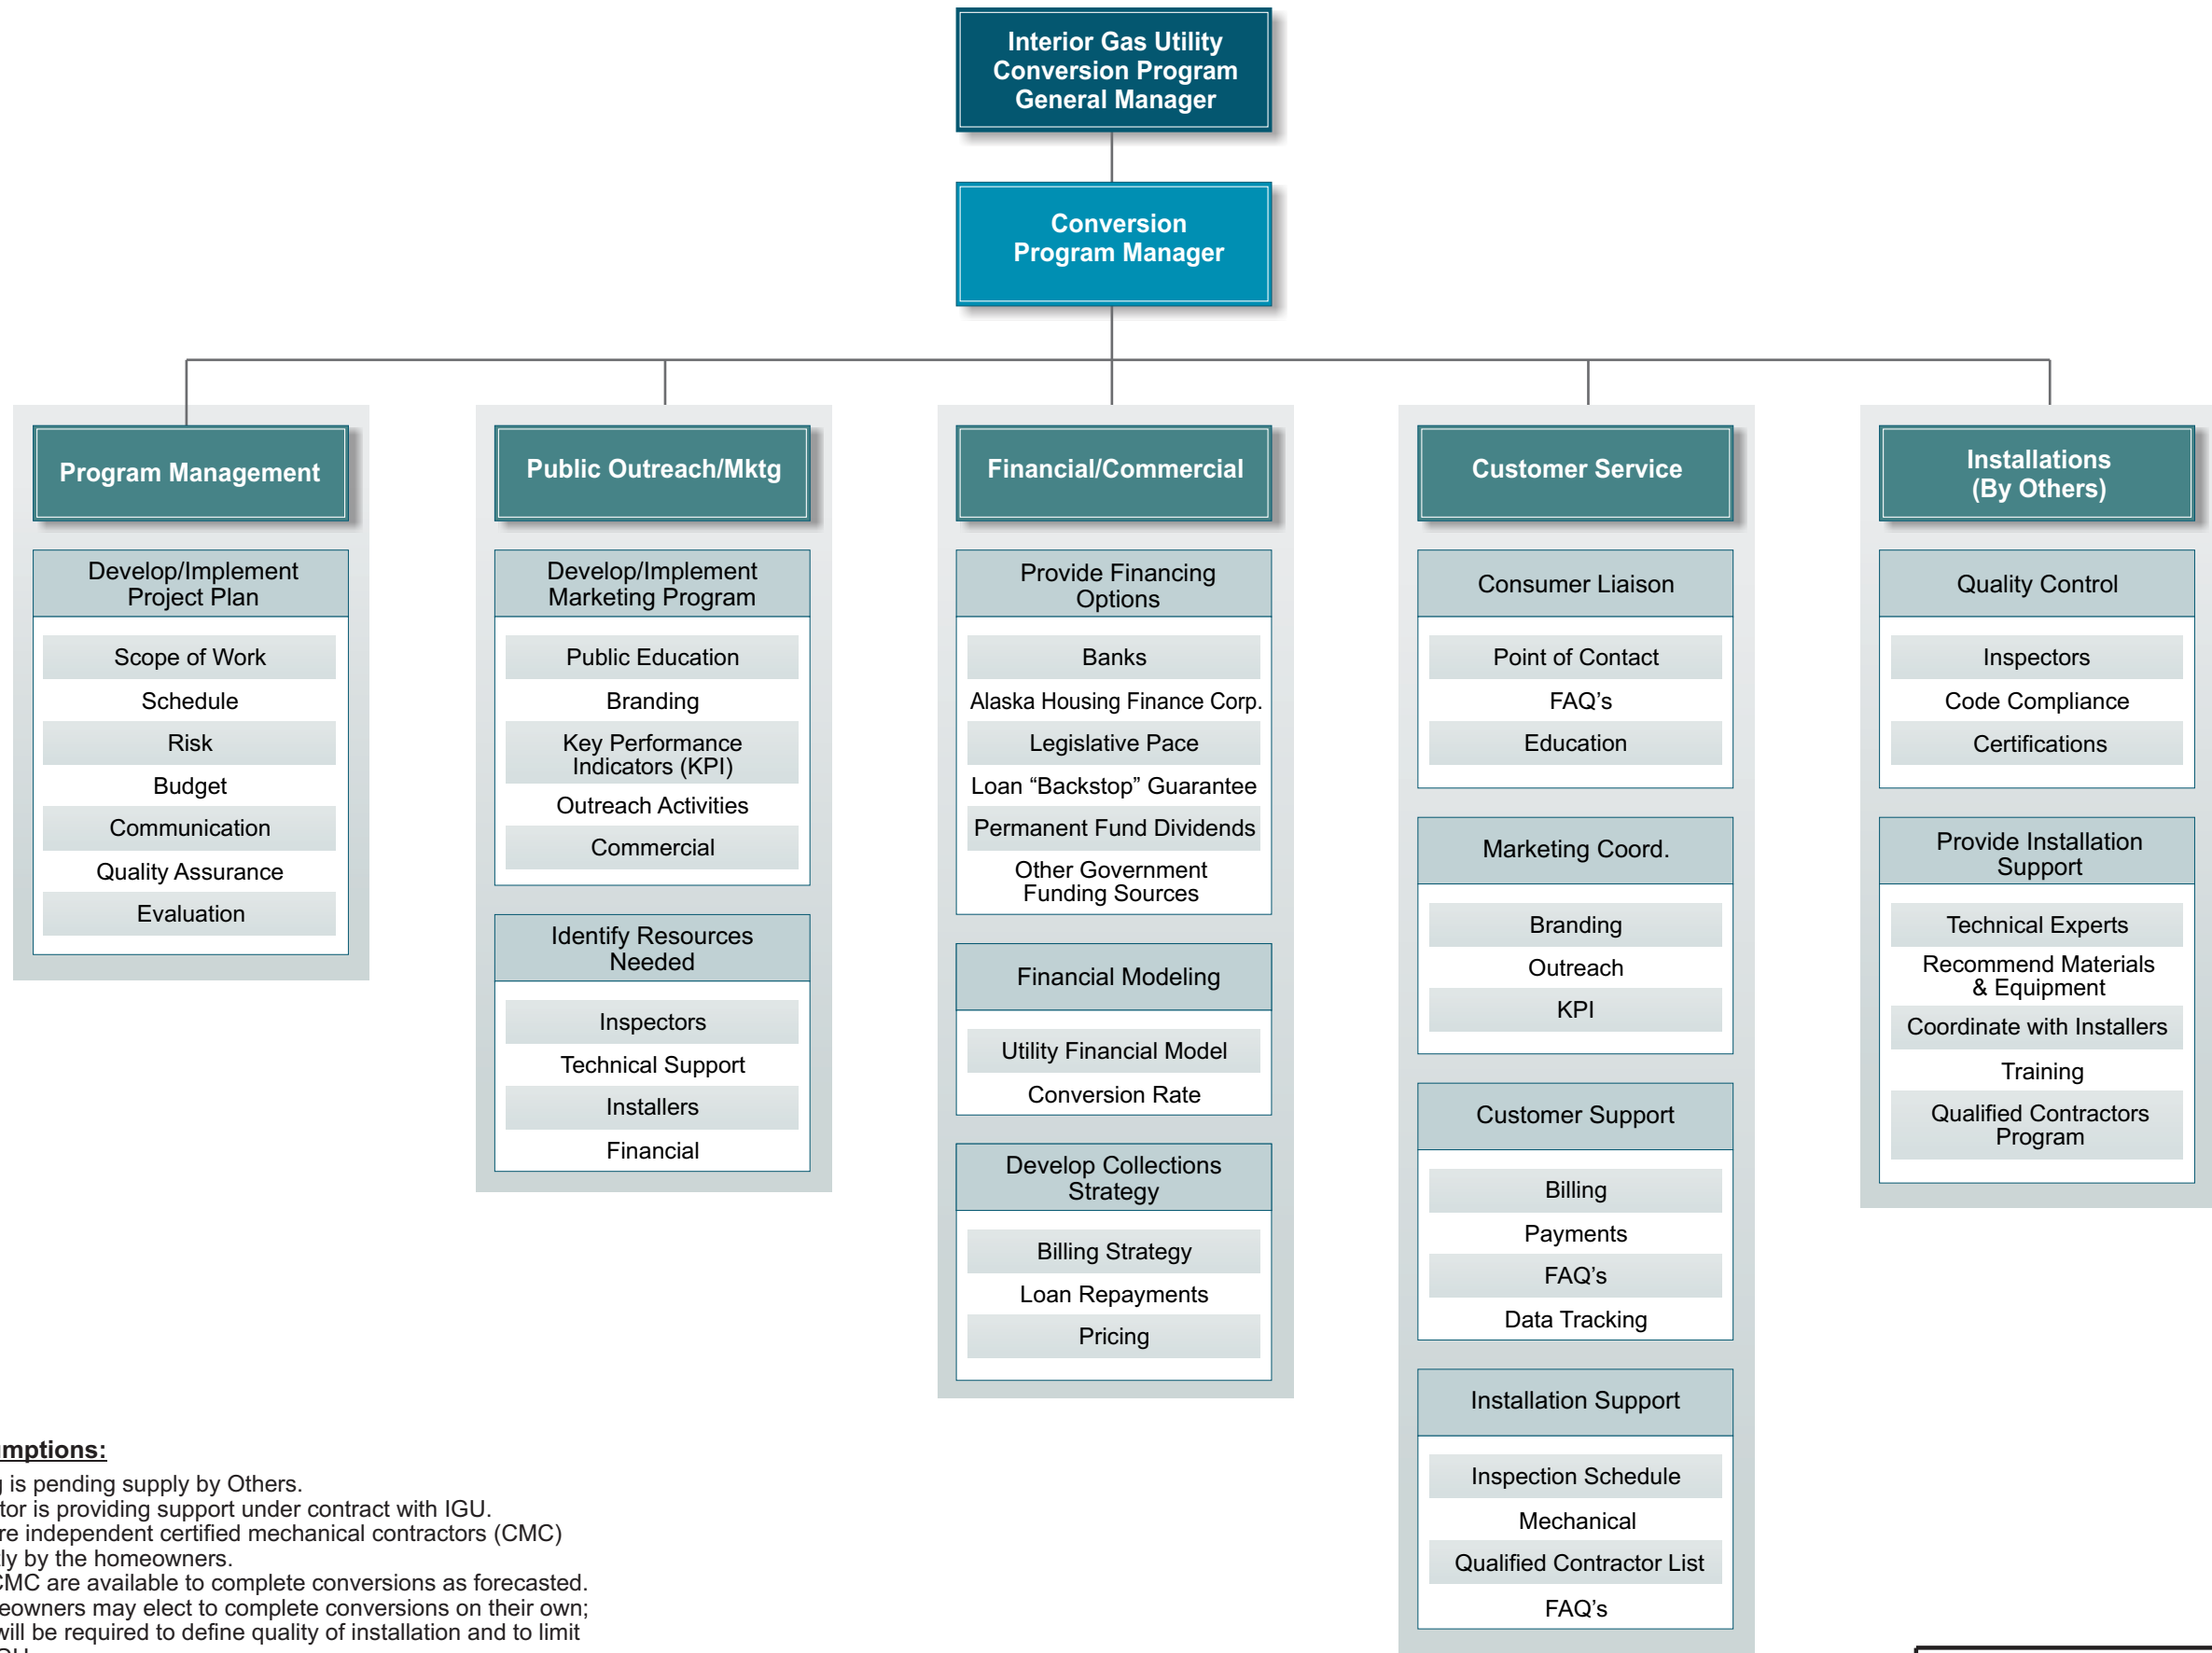 Interior Gas Utility
Conversion Program
General Manager
Conversion
Program Manager
Program Management
Develop/Implement
Project Plan
Scope of Work
Schedule
Risk
Budget
Communication
Quality Assurance
Evaluation
Public Outreach/Mktg
Develop/Implement
Marketing Program
Public Education
Branding
Key Performance
Indicators (KPI)
Outreach Activities
Commercial
Identify Resources
Needed
Inspectors
Technical Support
Installers
Financial
Financial/Commercial
Provide Financing
Options
Banks
Alaska Housing Finance Corp.
Legislative Pace
Loan “Backstop” Guarantee
Permanent Fund Dividends
Other Government
Funding Sources
Financial Modeling
Utility Financial Model
Conversion Rate
Develop Collections
Strategy
Billing Strategy
Loan Repayments
Pricing
Customer Service
Consumer Liaison
Point of Contact
FAQ’s
Education
Marketing Coord.
Branding
Outreach
KPI
Customer Support
Billing
Payments
FAQ’s
Data Tracking
Installation Support
Inspection Schedule
Mechanical
Qualified Contractor List
FAQ’s
Installations
(By Others)
Quality Control
Inspectors
Code Compliance
Certifications
Provide Installation
Support
Technical Experts
Recommend Materials
& Equipment
Coordinate with Installers
Training
Qualified Contractors
Program
umptions:
is pending supply by Others.
tor is providing support under contract with IGU.
re independent certified mechanical contractors (CMC)
tly by the homeowners.
CMC are available to complete conversions as forecasted.
eowners may elect to complete conversions on their own;
will be required to define quality of installation and to limit